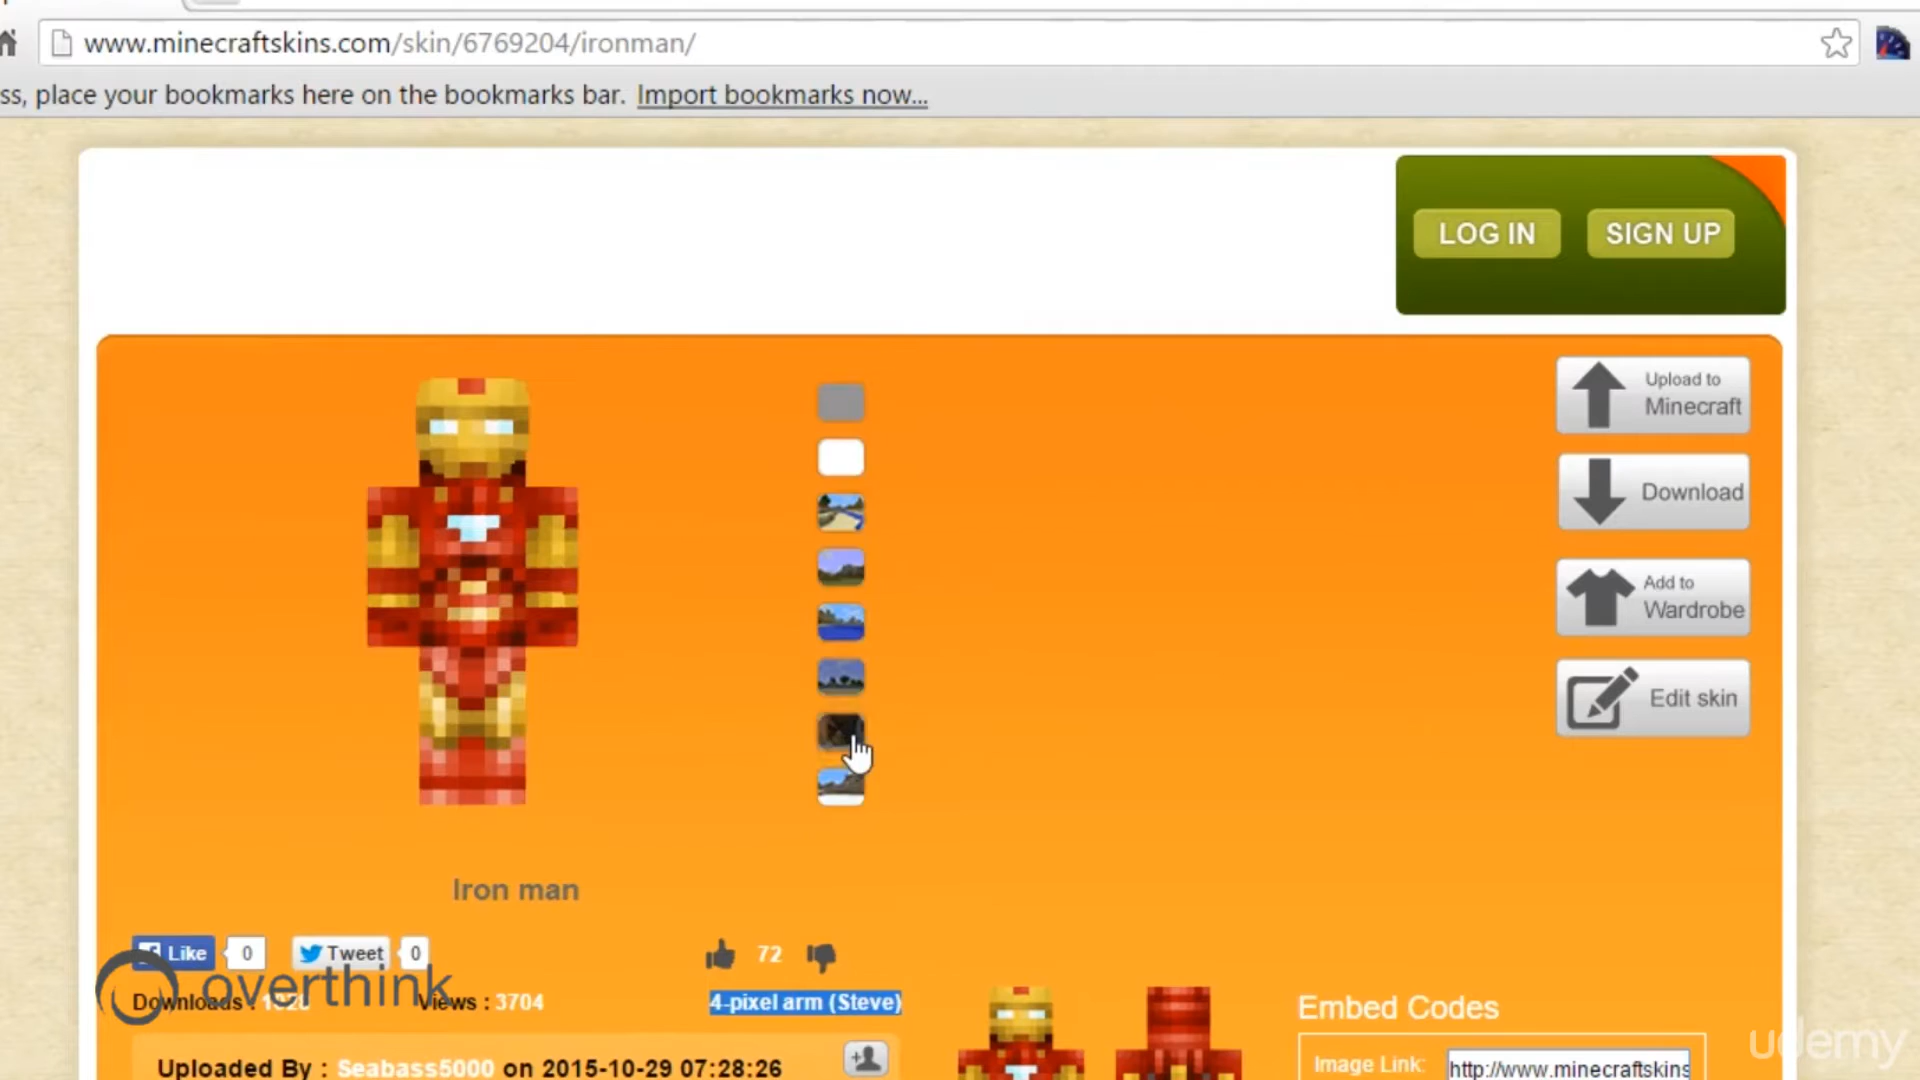 www.minecraftskins.com/skin/6769204/ironman/
ss, place your bookmarks here on the bookmarks bar. Import bookmarks now...
LOG IN SIGN UP
Upload to
Minecraft
Download
Add to
Wardrobe
Edit skin
Iron man
Like 0 Tweet 0 72
overthink
Downloads : Views : 3704 4-pixel arm (Steve)
Embed Codes
Uploaded By : Seabass5000 on 2015-10-29 07:28:26
Image Link: http://www.minecraftskins
udemy